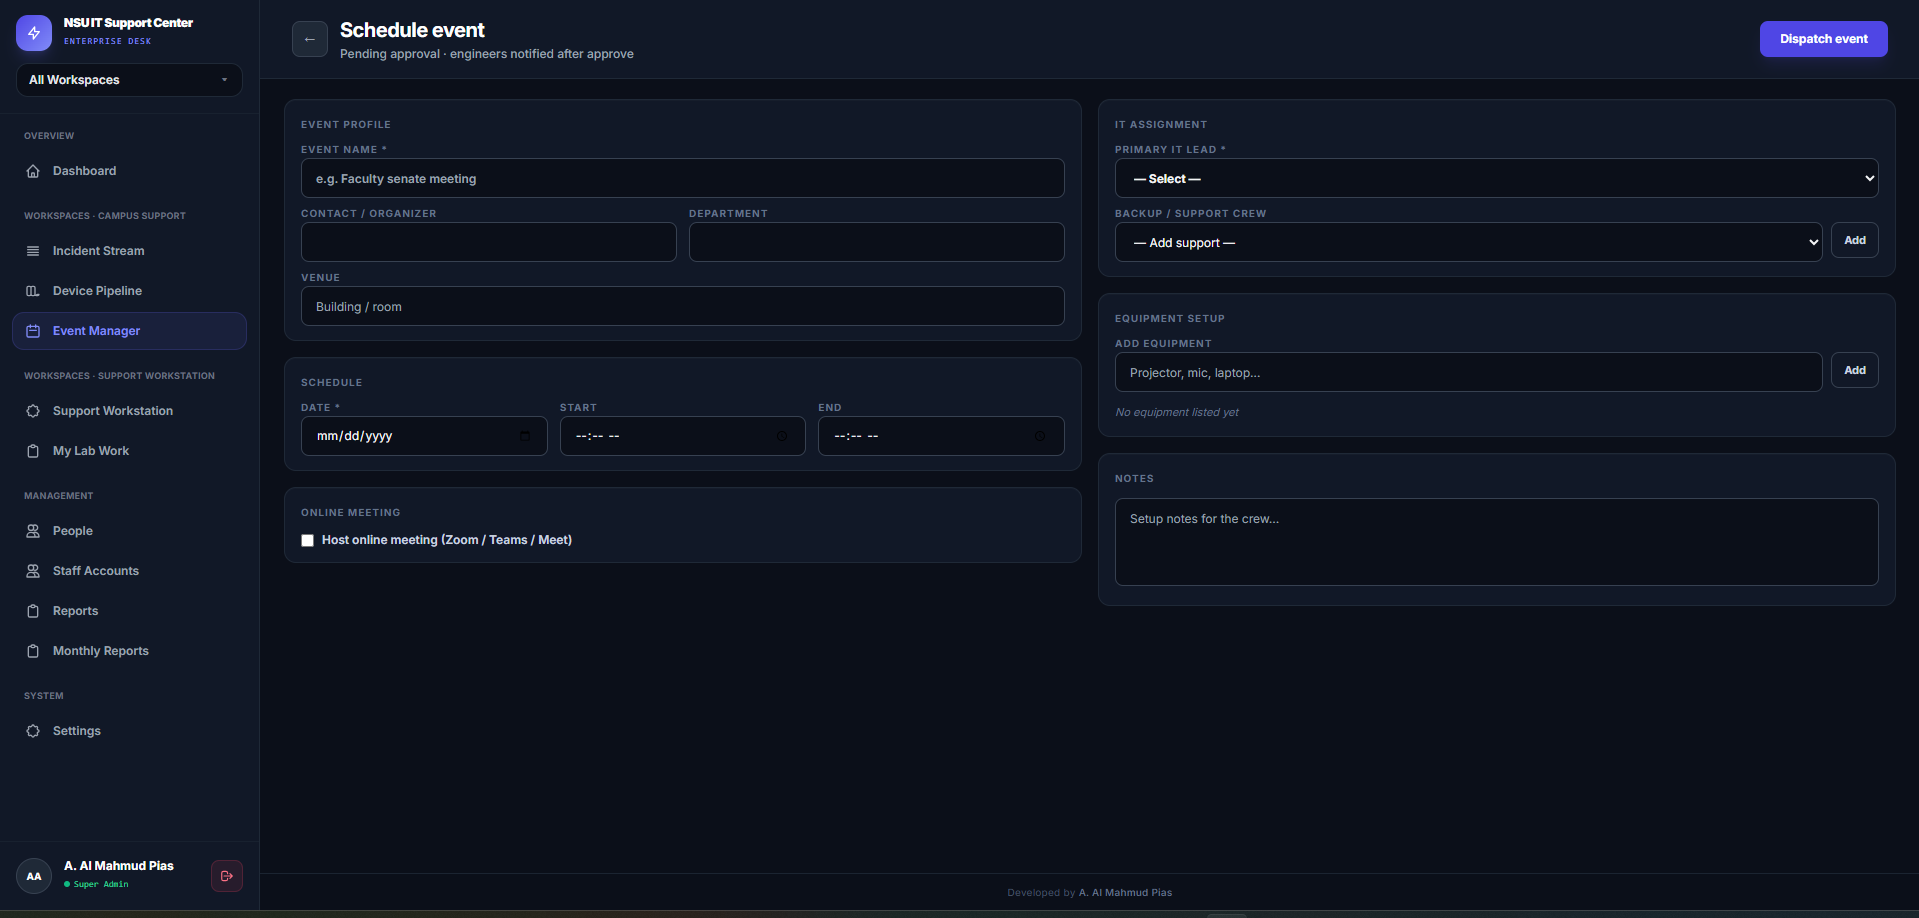 NSU IT Support Center
ENTERPRISE DESK
All Workspaces
OVERVIEW
Dashboard
WORKSPACES · CAMPUS SUPPORT
Incident Stream
Device Pipeline
Event Manager
WORKSPACES · SUPPORT WORKSTATION
Support Workstation
My Lab Work
MANAGEMENT
People
Staff Accounts
Reports
Monthly Reports
SYSTEM
Settings
AA
A. Al Mahmud Pias
Super Admin
←
Schedule event
Pending approval · engineers notified after approve
Dispatch event
EVENT PROFILE
EVENT NAME *
e.g. Faculty senate meeting
CONTACT / ORGANIZER
DEPARTMENT
VENUE
Building / room
SCHEDULE
DATE *
START
END
mm/dd/yyyy
--:-- --
--:-- --
ONLINE MEETING
Host online meeting (Zoom / Teams / Meet)
IT ASSIGNMENT
PRIMARY IT LEAD *
— Select —
BACKUP / SUPPORT CREW
— Add support —
Add
EQUIPMENT SETUP
ADD EQUIPMENT
Projector, mic, laptop...
Add
No equipment listed yet
NOTES
Setup notes for the crew...
Developed by A. Al Mahmud Pias